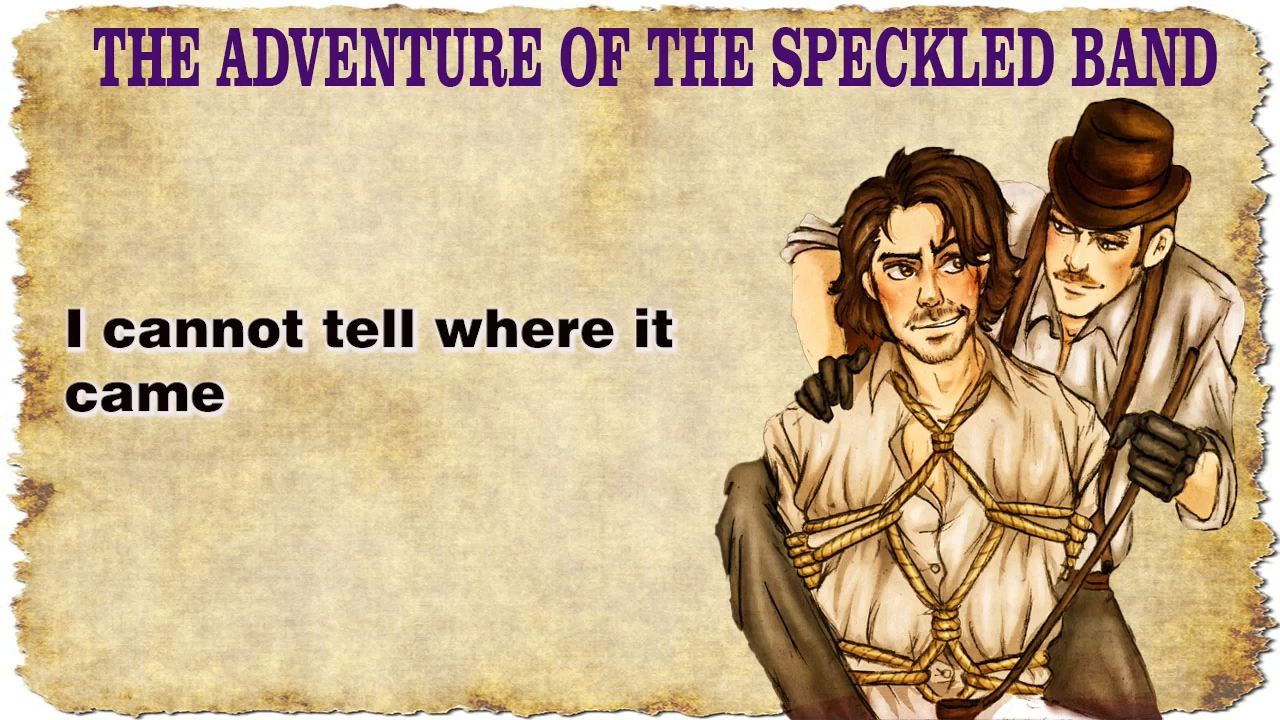 THE ADVENTURE OF THE SPECKLED BAND
I cannot tell where it
came